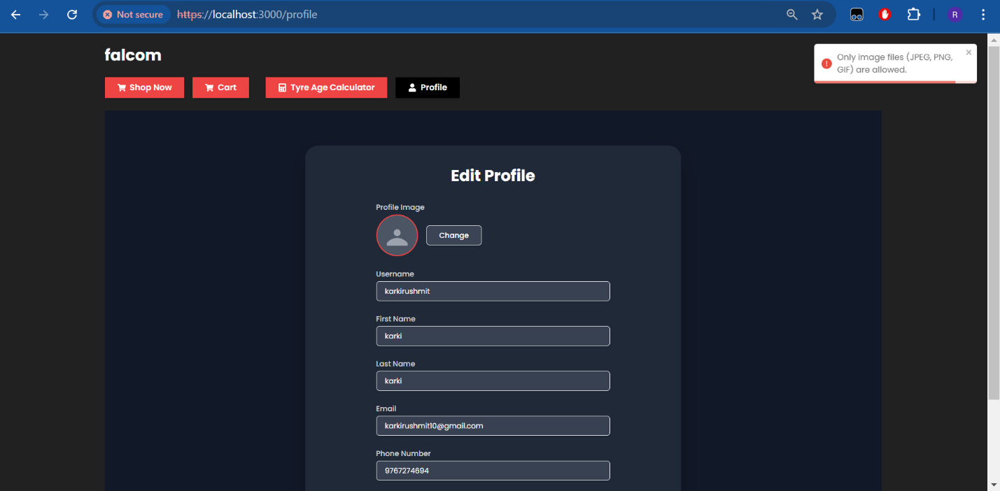 Not secure https://localhost:3000/profile
R
falcom
Only image files (JPEG, PNG,
GIF) are allowed.
Shop Now Cart Tyre Age Calculator Profile
Edit Profile
Profile Image
Change
Username
karkirushmit
First Name
karki
Last Name
karki
Email
karkirushmit10@gmail.com
Phone Number
9767274694